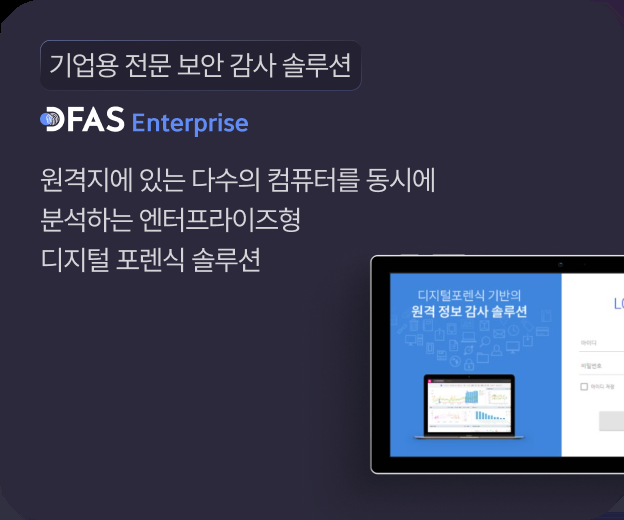 기업용 전문 보안 감사 솔루션
DFAS Enterprise
원격지에 있는 다수의 컴퓨터를 동시에
분석하는 엔터프라이즈형
디지털 포렌식 솔루션
디지털포렌식 기반의
원격 정보 감사 솔루션
LO
아이디
비밀번호
아이디 저장